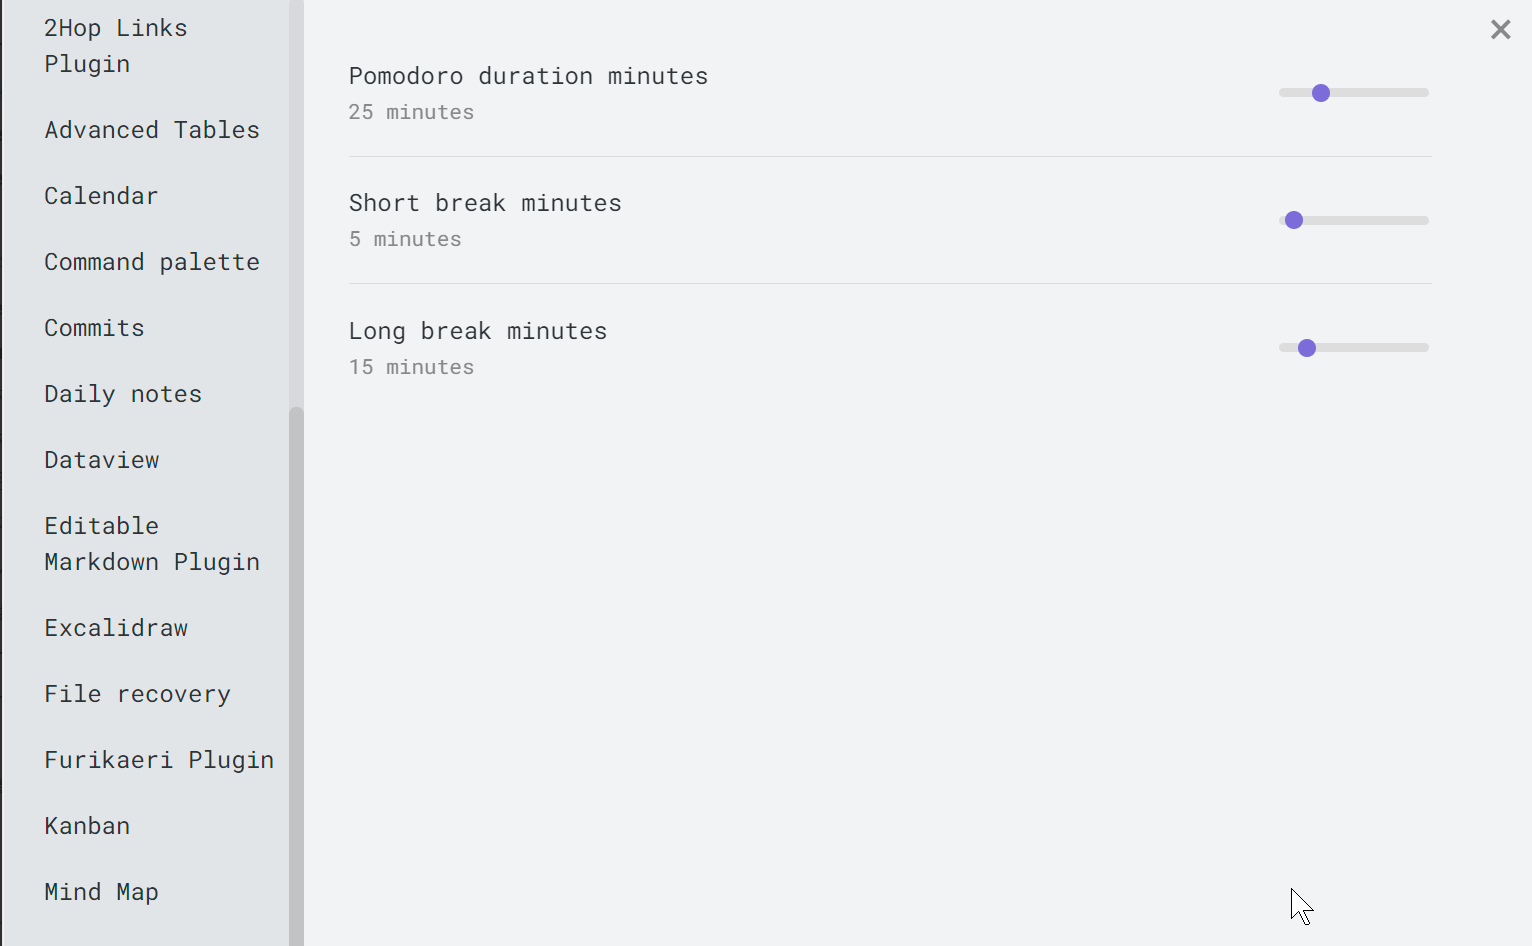 2Hop Links
Plugin
Advanced Tables
Calendar
Command palette
Commits
Daily notes
Dataview
Editable
Markdown Plugin
Excalidraw
File recovery
Furikaeri Plugin
Kanban
Mind Map
Pomodoro duration minutes
25 minutes
Short break minutes
5 minutes
Long break minutes
15 minutes